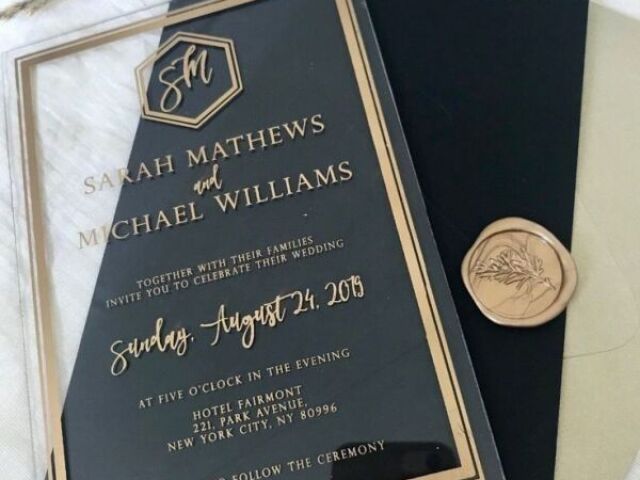 SM
SARAH MATHEWS
and
MICHAEL WILLIAMS
TOGETHER WITH THEIR FAMILIES
INVITE YOU TO CELEBRATE THEIR WEDDING
Sunday, August 24, 2019
AT FIVE O'CLOCK IN THE EVENING
HOTEL FAIRMONT
221, PARK AVENUE,
NEW YORK CITY, NY 80996
FOLLOW THE CEREMONY